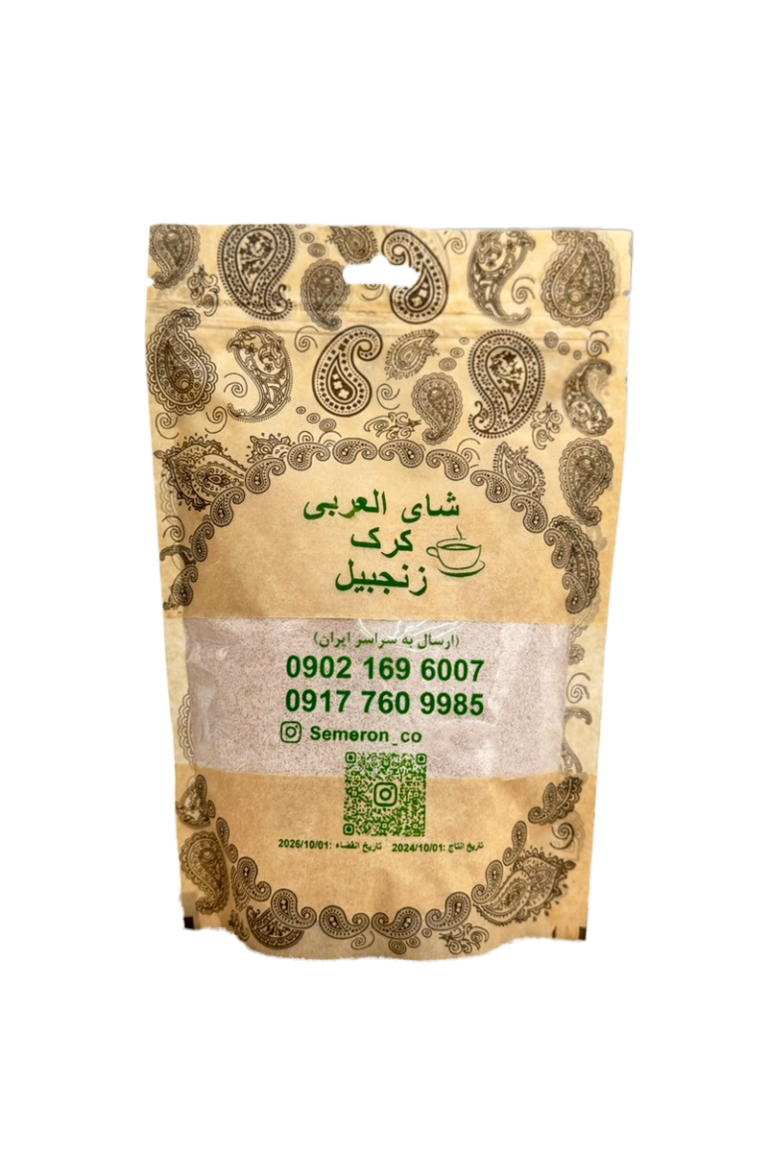 شای العربی
کرک
زنجبیل
(ارسال به سراسر ایران)
0902 169 6007
0917 760 9985
Semeron_co
تاریخ انتاج :2024/10/01 تاریخ انقضاء :2026/10/01